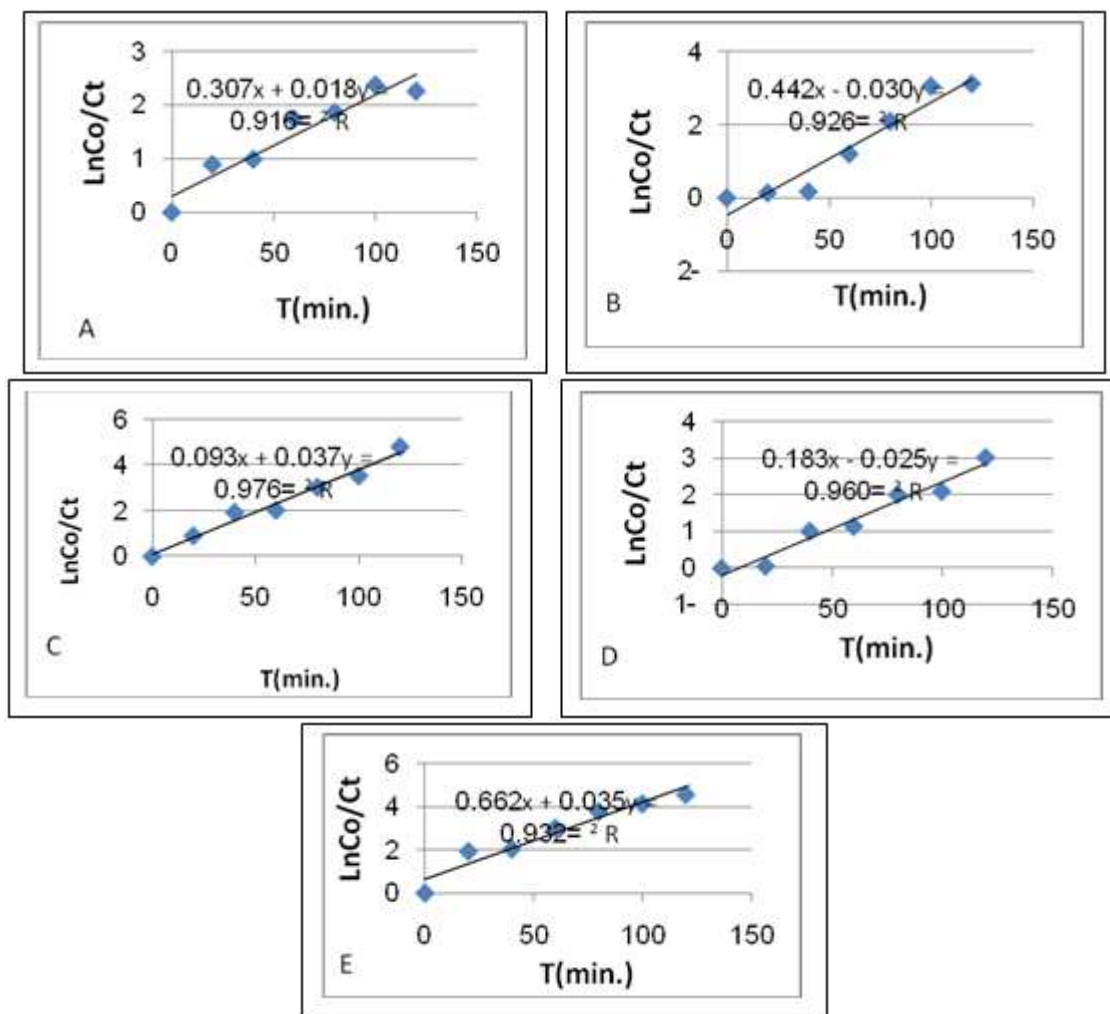 3
0.307x + 0.018y =
2
0.916= ² R
1
0
0 50 100 150
LnCo/Ct
T(min.)
A
4
0.442x - 0.030y =
0.926= ² R
2
0
0 50 100 150
2-
LnCo/Ct
T(min.)
B
6
0.093x + 0.037y =
4
0.976= ² R
2
0
0 50 100 150
LnCo/Ct
T(min.)
C
4
0.183x - 0.025y =
3
0.960= ² R
2
1
0
1-
0 50 100 150
LnCo/Ct
T(min.)
D
6
0.662x + 0.035y =
4
0.932= ² R
2
0
0 50 100 150
LnCo/Ct
T(min.)
E